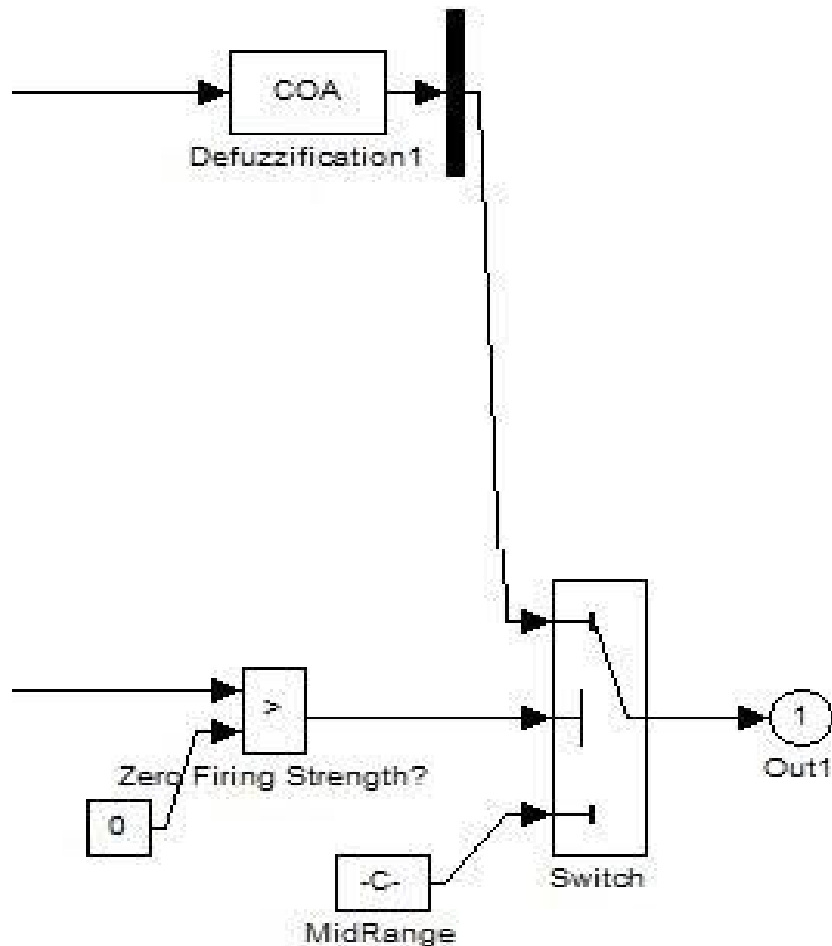 COA
Defuzzification1
>
Zero Firing Strength?
0
-C-
MidRange
Switch
1
Out1